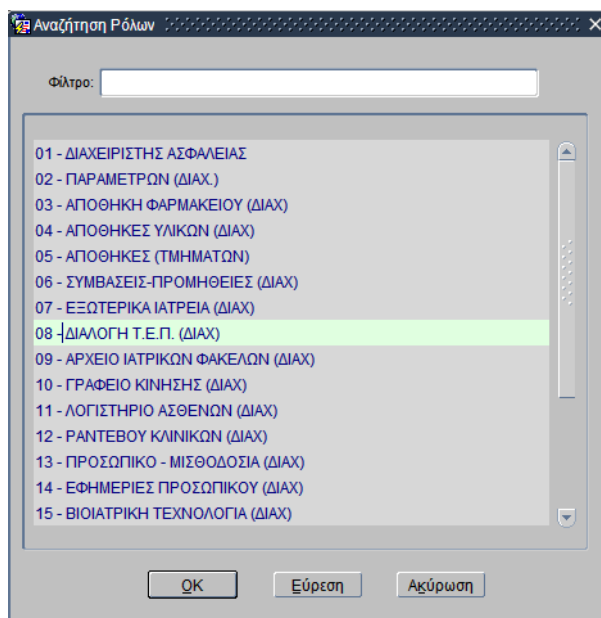 Αναζήτηση Ρόλων
Φίλτρο:
01 - ΔΙΑΧΕΙΡΙΣΤΗΣ ΑΣΦΑΛΕΙΑΣ
02 - ΠΑΡΑΜΕΤΡΩΝ (ΔΙΑΧ.)
03 - ΑΠΟΘΗΚΗ ΦΑΡΜΑΚΕΙΟΥ (ΔΙΑΧ)
04 - ΑΠΟΘΗΚΕΣ ΥΛΙΚΩΝ (ΔΙΑΧ)
05 - ΑΠΟΘΗΚΕΣ (ΤΜΗΜΑΤΩΝ)
06 - ΣΥΜΒΑΣΕΙΣ-ΠΡΟΜΗΘΕΙΕΣ (ΔΙΑΧ)
07 - ΕΞΩΤΕΡΙΚΑ ΙΑΤΡΕΙΑ (ΔΙΑΧ)
08 - ΔΙΑΛΟΓΗ Τ.Ε.Π. (ΔΙΑΧ)
09 - ΑΡΧΕΙΟ ΙΑΤΡΙΚΩΝ ΦΑΚΕΛΩΝ (ΔΙΑΧ)
10 - ΓΡΑΦΕΙΟ ΚΙΝΗΣΗΣ (ΔΙΑΧ)
11 - ΛΟΓΙΣΤΗΡΙΟ ΑΣΘΕΝΩΝ (ΔΙΑΧ)
12 - ΡΑΝΤΕΒΟΥ ΚΛΙΝΙΚΩΝ (ΔΙΑΧ)
13 - ΠΡΟΣΩΠΙΚΟ - ΜΙΣΘΟΔΟΣΙΑ (ΔΙΑΧ)
14 - ΕΦΗΜΕΡΙΕΣ ΠΡΟΣΩΠΙΚΟΥ (ΔΙΑΧ)
15 - ΒΙΟΙΑΤΡΙΚΗ ΤΕΧΝΟΛΟΓΙΑ (ΔΙΑΧ)
OK Εύρεση Ακύρωση